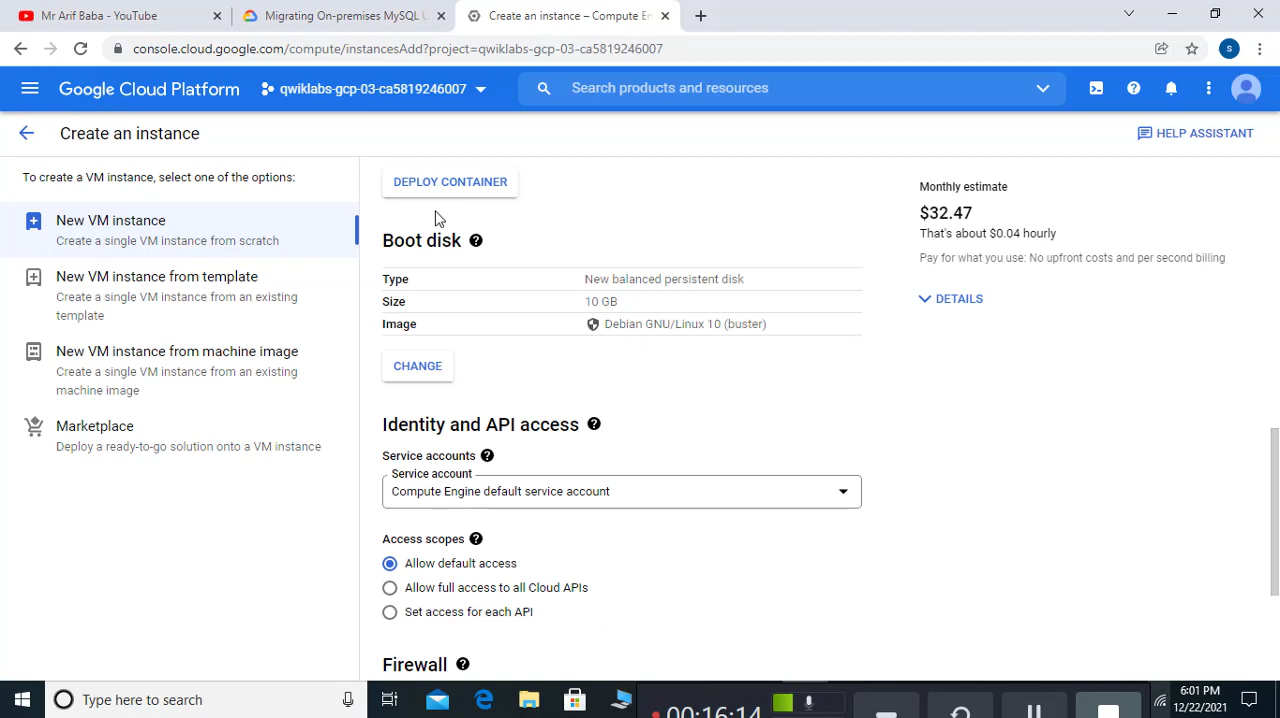 Mr Arif Baba - YouTube
Migrating On-premises MySQL U
Create an instance – Compute En
console.cloud.google.com/compute/instancesAdd?project=qwiklabs-gcp-03-ca5819246007
S
Google Cloud Platform
qwiklabs-gcp-03-ca5819246007
Search products and resources
Create an instance
HELP ASSISTANT
To create a VM instance, select one of the options:
New VM instance
Create a single VM instance from scratch
New VM instance from template
Create a single VM instance from an existing
template
New VM instance from machine image
Create a single VM instance from an existing
machine image
Marketplace
Deploy a ready-to-go solution onto a VM instance
DEPLOY CONTAINER
Boot disk
Type New balanced persistent disk
Size 10 GB
Image Debian GNU/Linux 10 (buster)
CHANGE
Identity and API access
Service accounts
Service account
Compute Engine default service account
Access scopes
Allow default access
Allow full access to all Cloud APIs
Set access for each API
Firewall
Monthly estimate
$32.47
That's about $0.04 hourly
Pay for what you use: No upfront costs and per second billing
DETAILS
Type here to search
00:16:14
6:01 PM
12/22/2021